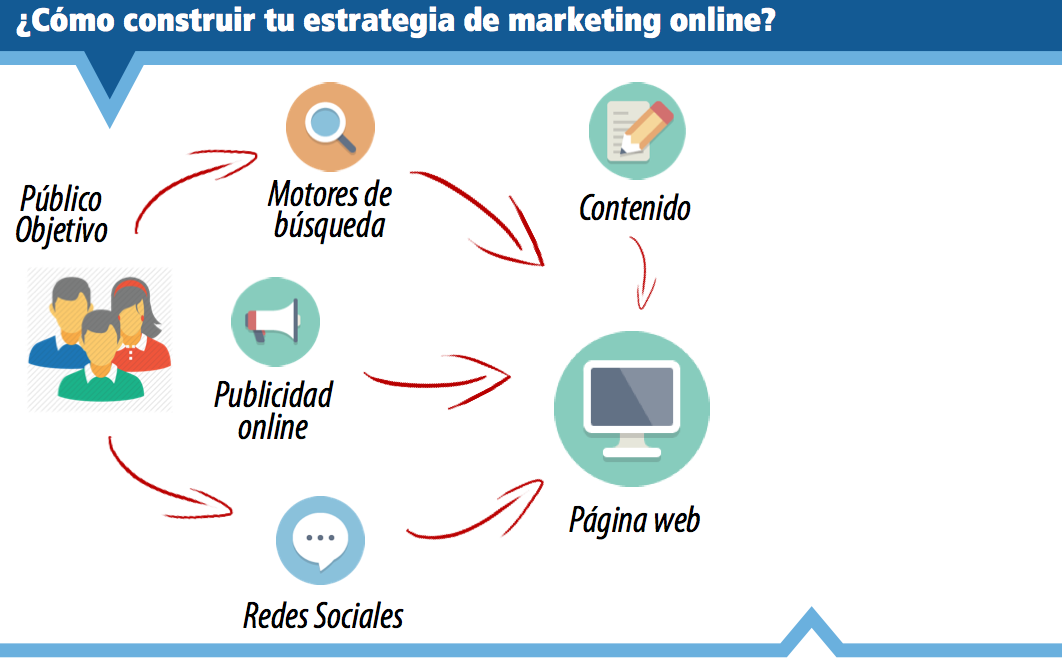 ¿Cómo construir tu estrategia de marketing online?
Público
Objetivo
Motores de
búsqueda
Contenido
Publicidad
online
Página web
Redes Sociales